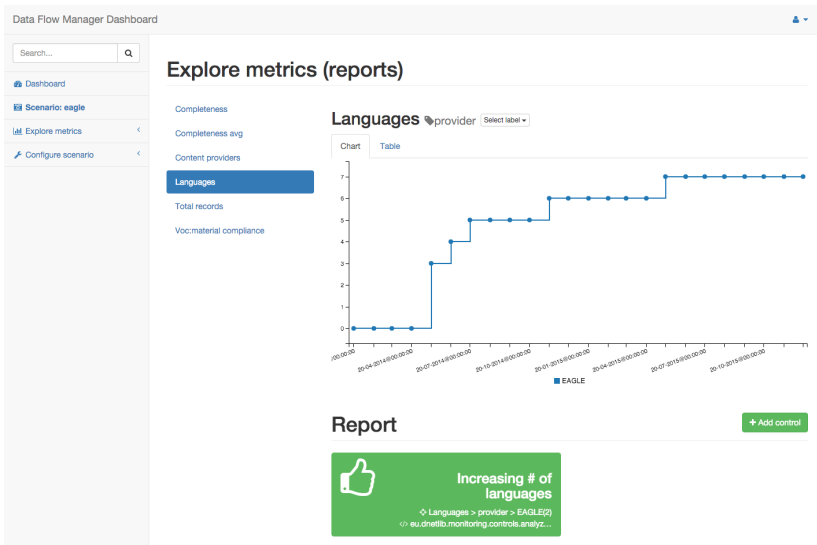 Data Flow Manager Dashboard
Search...
Dashboard
Scenario: eagle
Explore metrics
Configure scenario
Explore metrics (reports)
Completeness
Completeness avg
Content providers
Languages
Total records
Voc:material compliance
Languages provider Select label
Chart Table
7
6
5
4
3
2
1
0
/00:00:00
20-04-2014@00:00:00
20-07-2014@00:00:00
20-10-2014@00:00:00
20-01-2015@00:00:00
20-04-2015@00:00:00
20-07-2015@00:00:00
20-10-2015@00:00:00
EAGLE
Report
+ Add control
Increasing # of
languages
Languages > provider > EAGLE(2)
</> eu.dnetlib.monitoring.controls.analyz...